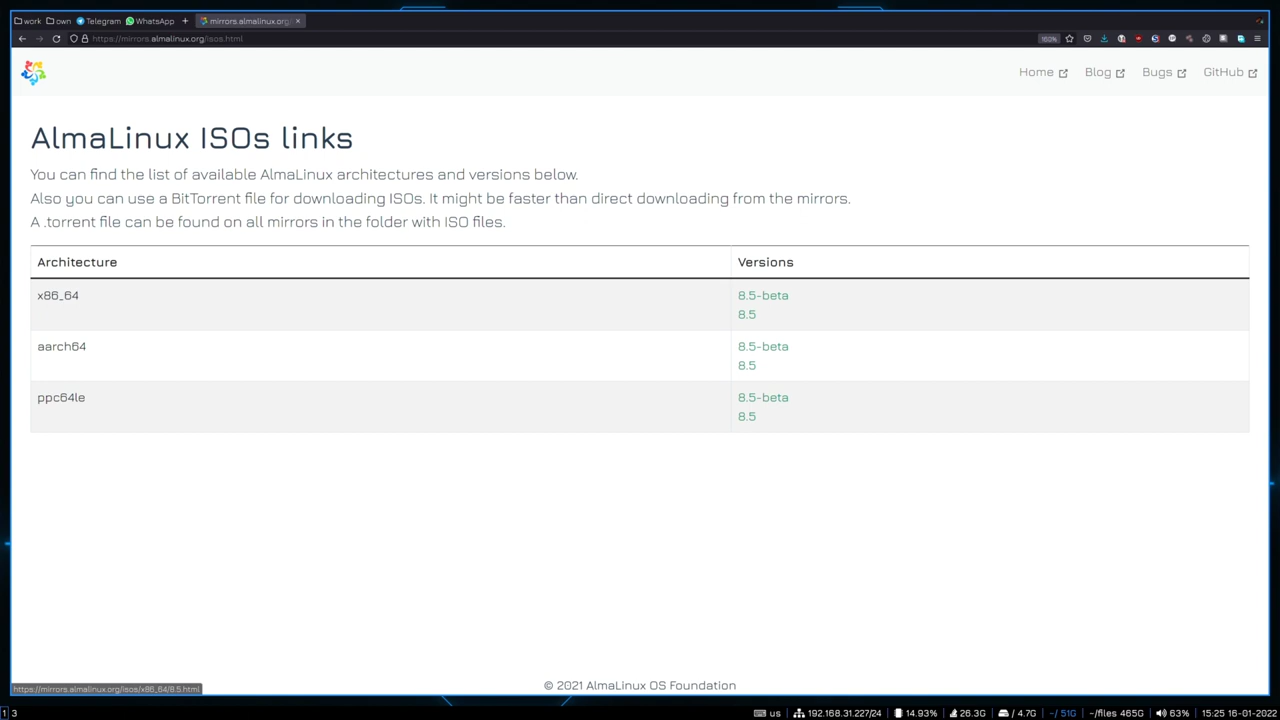 work own Telegram WhatsApp + mirrors.almalinux.org/ ×
https://mirrors.almalinux.org/isos.html 160%
Home Blog Bugs GitHub
AlmaLinux ISOs links
You can find the list of available AlmaLinux architectures and versions below.
Also you can use a BitTorrent file for downloading ISOs. It might be faster than direct downloading from the mirrors.
A .torrent file can be found on all mirrors in the folder with ISO files.
Architecture Versions
x86_64 8.5-beta
8.5
aarch64 8.5-beta
8.5
ppc64le 8.5-beta
8.5
© 2021 AlmaLinux OS Foundation
https://mirrors.almalinux.org/isos/x86_64/8.5.html
1 3 us 192.168.31.227/24 14.93% 26.3G / 4.7G ~/ 51G ~/files 465G 63% 15:25 16-01-2022